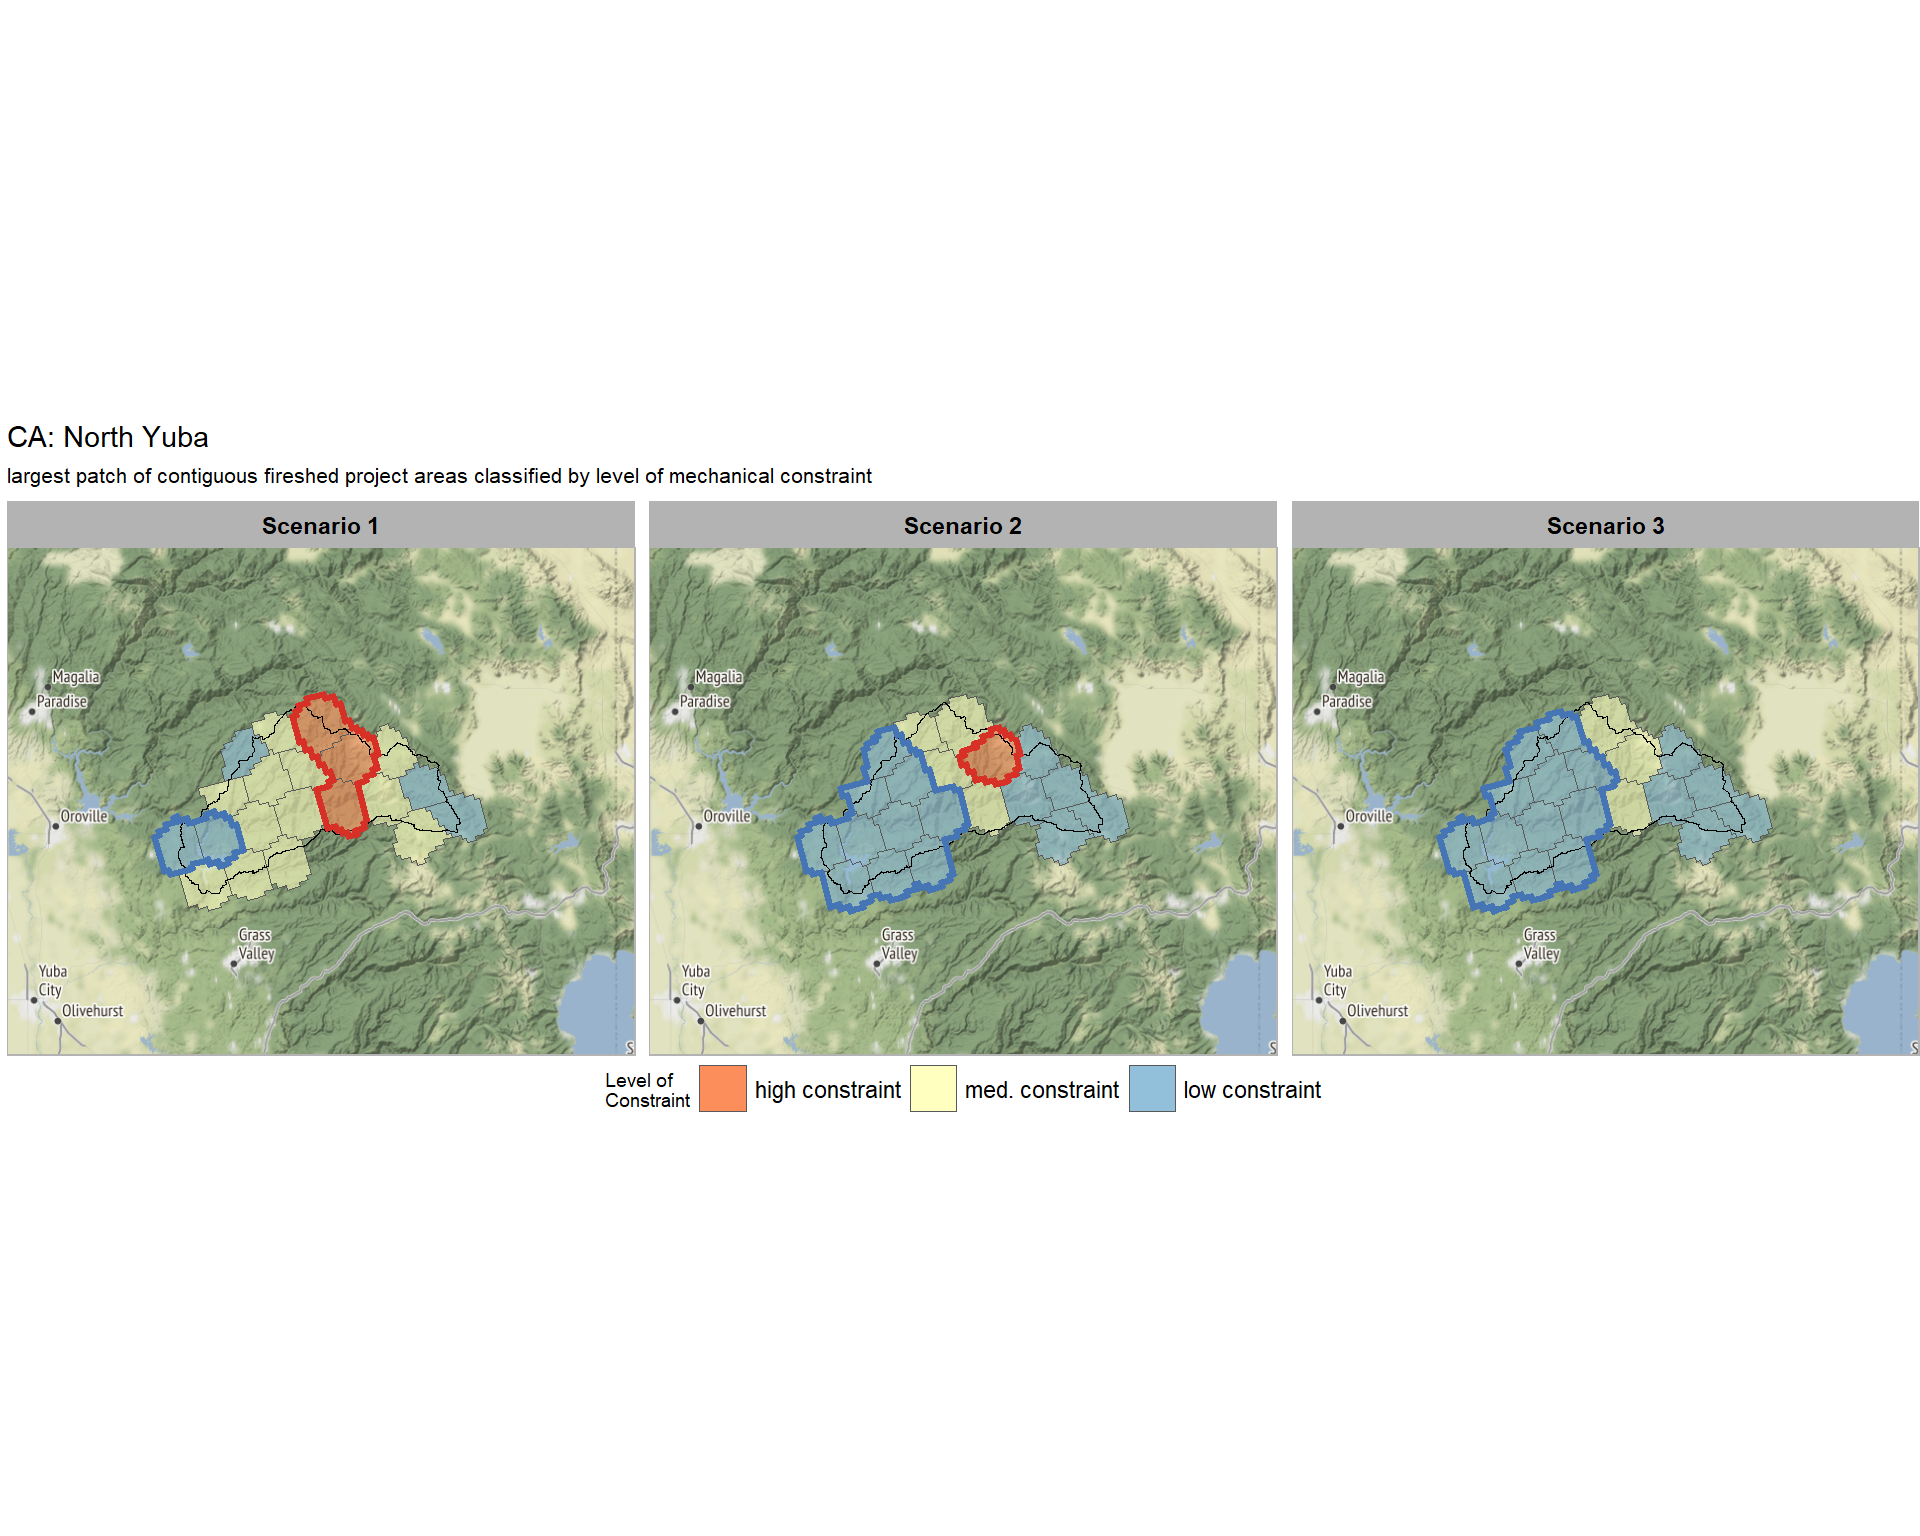 CA: North Yuba
largest patch of contiguous fireshed project areas classified by level of mechanical constraint
Scenario 1
Magalia
Paradise
Oroville
Grass
Valley
Yuba
City
Olivehurst
S
Scenario 2
Magalia
Paradise
Oroville
Grass
Valley
Yuba
City
Olivehurst
S
Scenario 3
Magalia
Paradise
Oroville
Grass
Valley
Yuba
City
Olivehurst
S
Level of
Constraint
high constraint
med. constraint
low constraint